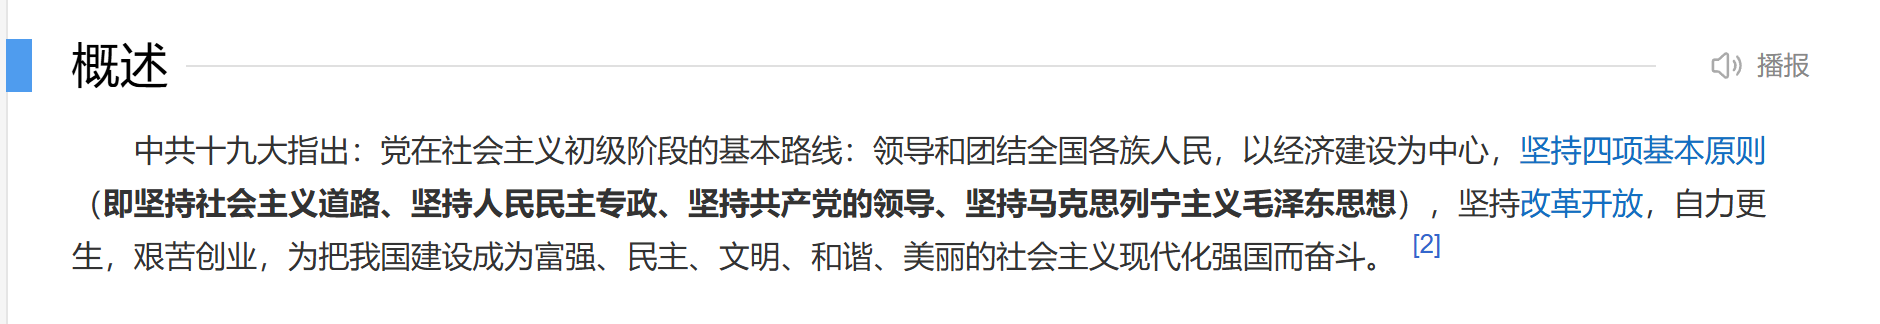 概述
播报
中共十九大指出：党在社会主义初级阶段的基本路线：领导和团结全国各族人民，以经济建设为中心，坚持四项基本原则
（即坚持社会主义道路、坚持人民民主专政、坚持共产党的领导、坚持马克思列宁主义毛泽东思想），坚持改革开放，自力更
生，艰苦创业，为把我国建设成为富强、民主、文明、和谐、美丽的社会主义现代化强国而奋斗。 [2]